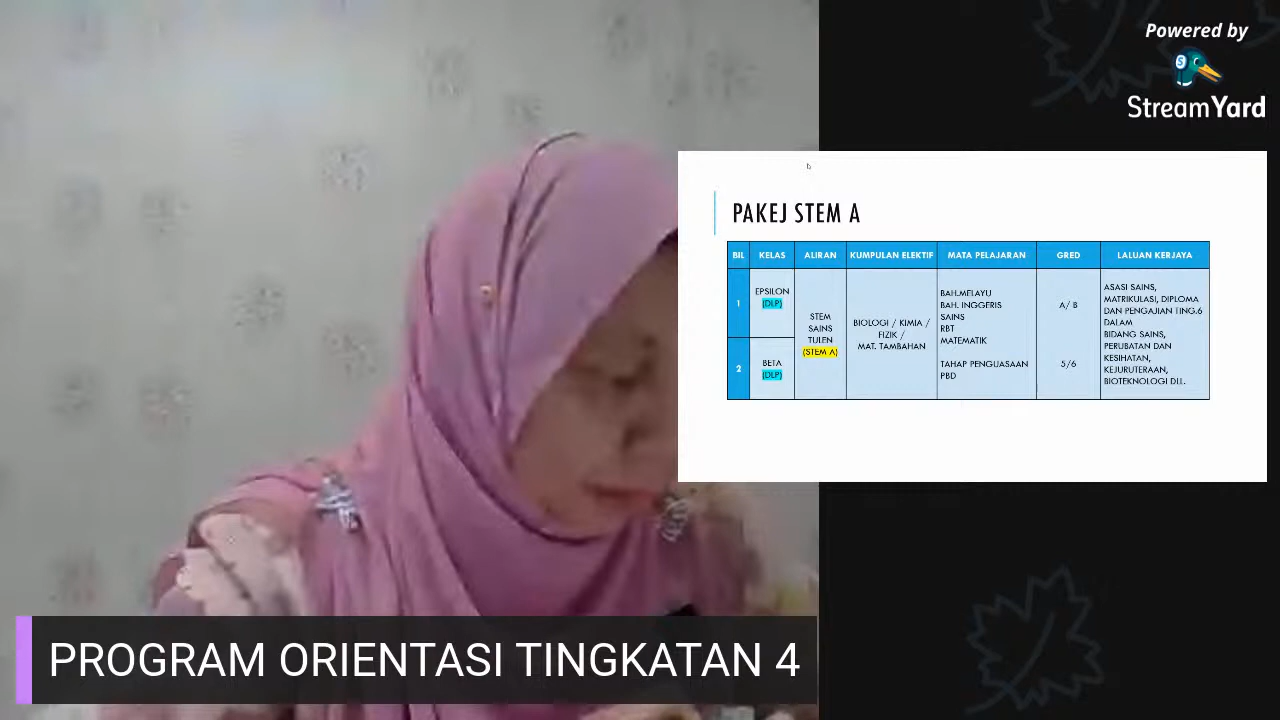 Powered by
StreamYard
PAKEJ STEM A
BIL KELAS ALIRAN KUMPULAN ELEKTIF MATA PELAJARAN GRED LALUAN KERJAYA
1
EPSILON
(DLP)
2
BETA
(DLP)
STEM
SAINS
TULEN
(STEM A)
BIOLOGI / KIMIA /
FIZIK /
MAT. TAMBAHAN
BAH.MELAYU
BAH. INGGERIS
SAINS
RBT
MATEMATIK
TAHAP PENGUASAAN
PBD
A/ B
5/6
ASASI SAINS,
MATRIKULASI, DIPLOMA
DAN PENGAJIAN TING.6
DALAM
BIDANG SAINS,
PERUBATAN DAN
KESIHATAN,
KEJURUTERAAN,
BIOTEKNOLOGI DLL.
PROGRAM ORIENTASI TINGKATAN 4